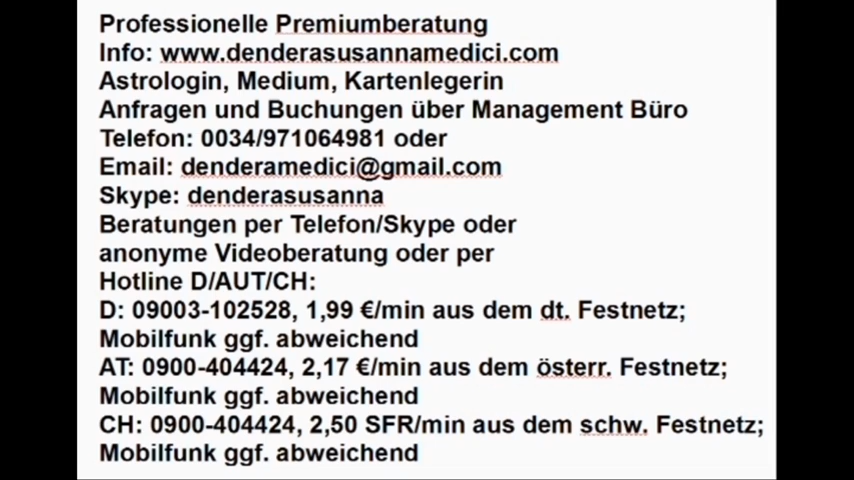 Professionelle Premiumberatung
Info: www.denderasusannamedici.com
Astrologin, Medium, Kartenlegerin
Anfragen und Buchungen über Management Büro
Telefon: 0034/971064981 oder
Email: denderamedici@gmail.com
Skype: denderasusanna
Beratungen per Telefon/Skype oder
anonyme Videoberatung oder per
Hotline D/AUT/CH:
D: 09003-102528, 1,99 €/min aus dem dt. Festnetz;
Mobilfunk ggf. abweichend
AT: 0900-404424, 2,17 €/min aus dem österr. Festnetz;
Mobilfunk ggf. abweichend
CH: 0900-404424, 2,50 SFR/min aus dem schw. Festnetz;
Mobilfunk ggf. abweichend